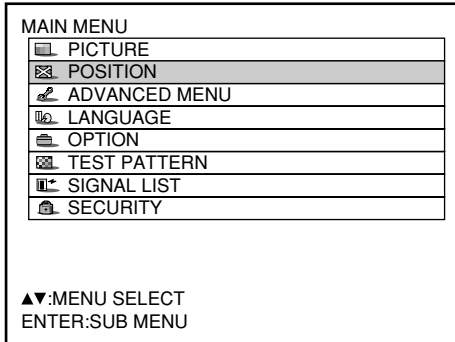 MAIN MENU
PICTURE
POSITION
ADVANCED MENU
LANGUAGE
OPTION
TEST PATTERN
SIGNAL LIST
SECURITY
▲▼:MENU SELECT
ENTER:SUB MENU